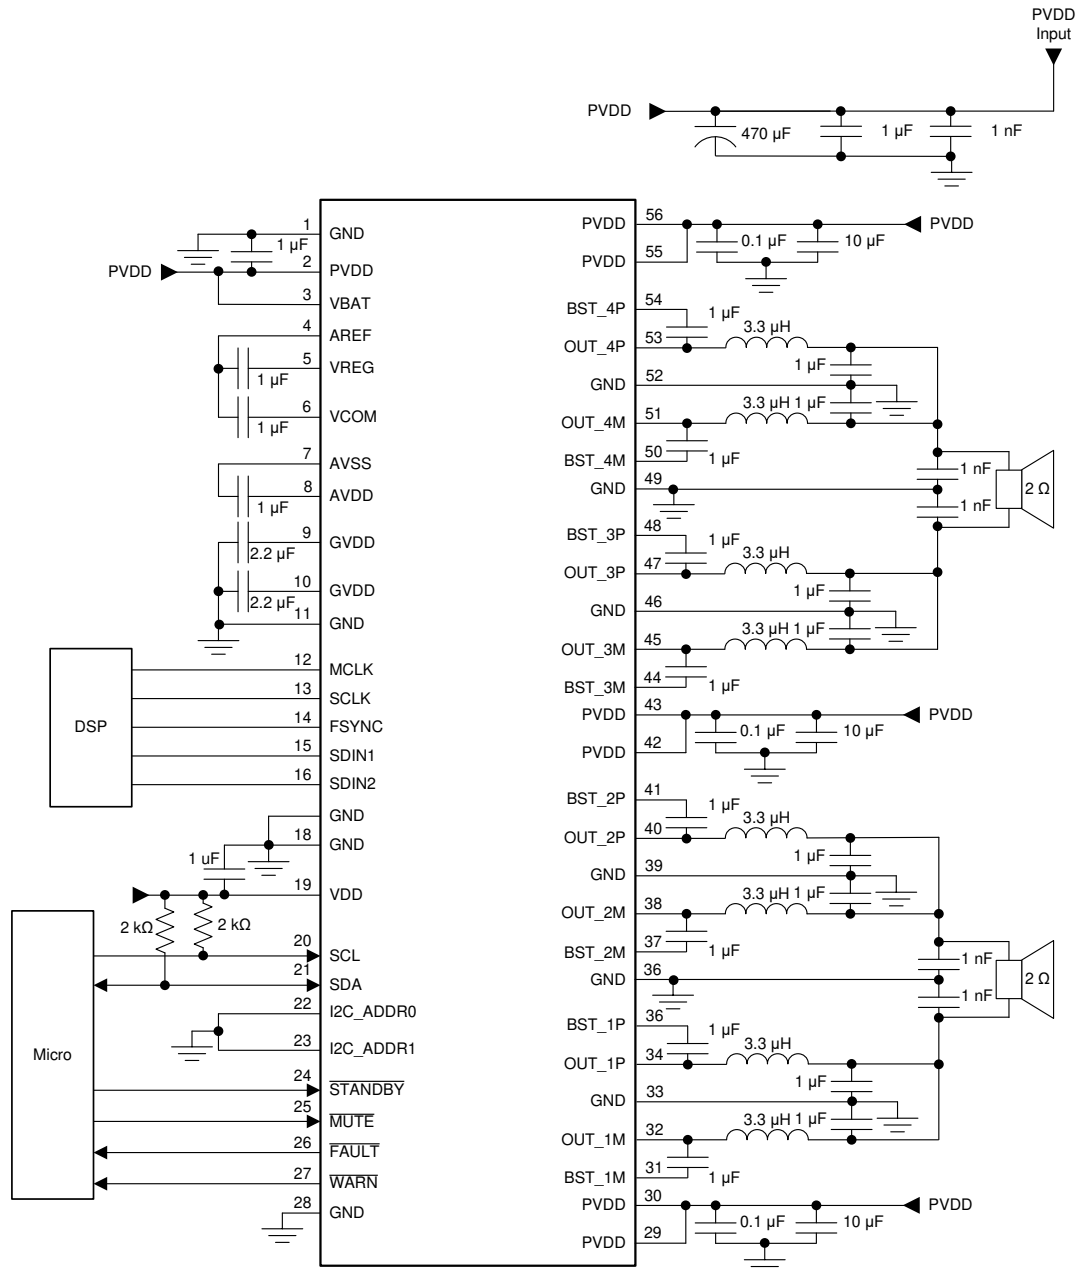 PVDD
Input
PVDD
470 µF
1 µF
1 nF
1
GND
1 µF
PVDD
2
PVDD
3
VBAT
4
AREF
5
VREG
1 µF
6
VCOM
1 µF
7
AVSS
8
AVDD
1 µF
9
GVDD
2.2 µF
10
GVDD
2.2 µF
11
GND
DSP
12
MCLK
13
SCLK
14
FSYNC
15
SDIN1
16
SDIN2
GND
18
GND
1 uF
19
VDD
2 kΩ
2 kΩ
Micro
20
SCL
21
SDA
22
I2C_ADDR0
23
I2C_ADDR1
24
STANDBY
25
MUTE
26
FAULT
27
WARN
28
GND
PVDD
56
PVDD
0.1 µF
10 µF
PVDD
55
BST_4P
54
1 µF
OUT_4P
53
3.3 µH
1 µF
GND
52
OUT_4M
51
3.3 µH
1 µF
BST_4M
50
1 µF
GND
49
1 nF
1 nF
2 Ω
BST_3P
48
1 µF
OUT_3P
47
3.3 µH
1 µF
GND
46
OUT_3M
45
3.3 µH
1 µF
BST_3M
44
1 µF
PVDD
43
PVDD
0.1 µF
10 µF
PVDD
42
BST_2P
41
1 µF
OUT_2P
40
3.3 µH
1 µF
GND
39
OUT_2M
38
3.3 µH
1 µF
BST_2M
37
1 µF
GND
36
1 nF
1 nF
2 Ω
BST_1P
36
1 µF
OUT_1P
34
3.3 µH
1 µF
GND
33
OUT_1M
32
3.3 µH
1 µF
BST_1M
31
1 µF
PVDD
30
PVDD
0.1 µF
10 µF
PVDD
29